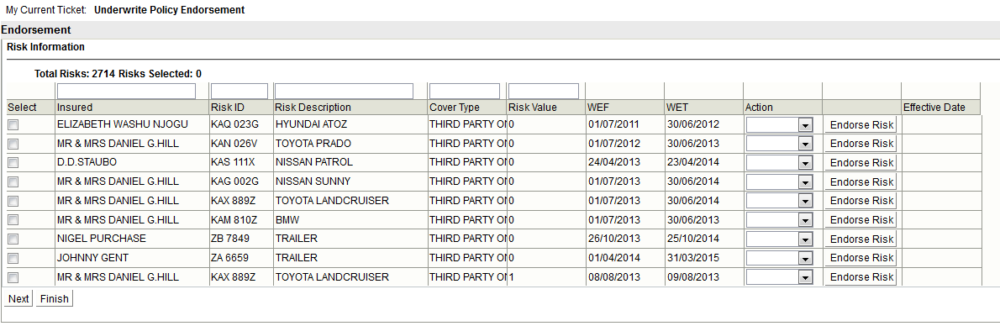 My Current Ticket: Underwrite Policy Endorsement
Endorsement
Risk Information
Total Risks: 2714 Risks Selected: 0
Select Insured Risk ID Risk Description Cover Type Risk Value WEF WET Action Effective Date
ELIZABETH WASHU NJOGU KAQ 023G HYUNDAI ATOZ THIRD PARTY ON 0 01/07/2011 30/06/2012 Endorse Risk
MR & MRS DANIEL G.HILL KAN 026V TOYOTA PRADO THIRD PARTY ON 0 01/07/2012 30/06/2013 Endorse Risk
D.D.STAUBO KAS 111X NISSAN PATROL THIRD PARTY ON 0 24/04/2013 23/04/2014 Endorse Risk
MR & MRS DANIEL G.HILL KAG 002G NISSAN SUNNY THIRD PARTY ON 0 01/07/2013 30/06/2014 Endorse Risk
MR & MRS DANIEL G.HILL KAX 889Z TOYOTA LANDCRUISER THIRD PARTY ON 0 01/07/2013 30/06/2014 Endorse Risk
MR & MRS DANIEL G.HILL KAM 810Z BMW THIRD PARTY ON 0 01/07/2012 30/06/2013 Endorse Risk
NIGEL PURCHASE ZB 7849 TRAILER THIRD PARTY ON 0 26/10/2013 25/10/2014 Endorse Risk
JOHNNY GENT ZA 6659 TRAILER THIRD PARTY ON 0 01/04/2014 31/03/2015 Endorse Risk
MR & MRS DANIEL G.HILL KAX 889Z TOYOTA LANDCRUISER THIRD PARTY ON 1 08/08/2013 09/08/2013 Endorse Risk
Next Finish